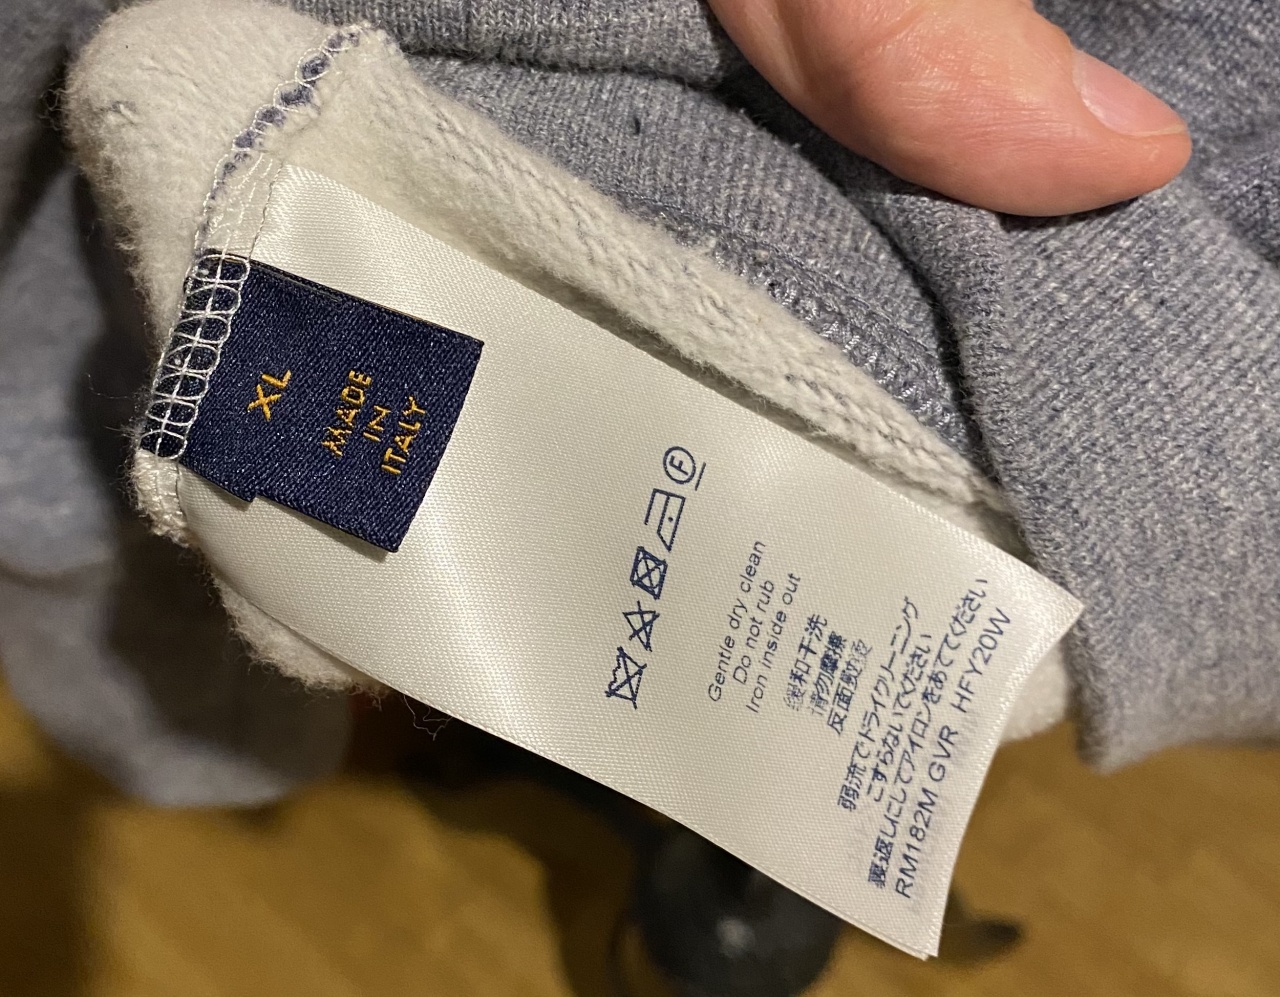 XL
MADE
IN
ITALY
F
Gentle dry clean
Do not rub
Iron inside out
缓和干洗
请勿摩擦
反面熨烫
弱流でドライクリーニング
こすらないでください
寝返しにしてアイロンをあててください
RM182M GVR HFY20W